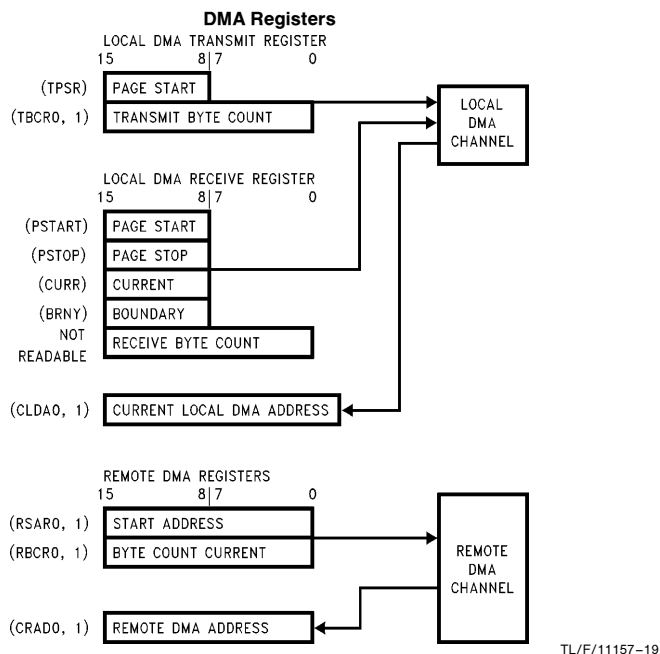 DMA Registers
LOCAL DMA TRANSMIT REGISTER
15 8 7 0
(TPSR) PAGE START
(TBCR0, 1) TRANSMIT BYTE COUNT
LOCAL
DMA
CHANNEL
LOCAL DMA RECEIVE REGISTER
15 8 7 0
(PSTART) PAGE START
(PSTOP) PAGE STOP
(CURR) CURRENT
(BRNY) BOUNDARY
NOT
READABLE
RECEIVE BYTE COUNT
(CLDA0, 1) CURRENT LOCAL DMA ADDRESS
REMOTE DMA REGISTERS
15 8 7 0
(RSAR0, 1) START ADDRESS
(RBCR0, 1) BYTE COUNT CURRENT
REMOTE
DMA
CHANNEL
(CRAD0, 1) REMOTE DMA ADDRESS
TL/F/11157–19